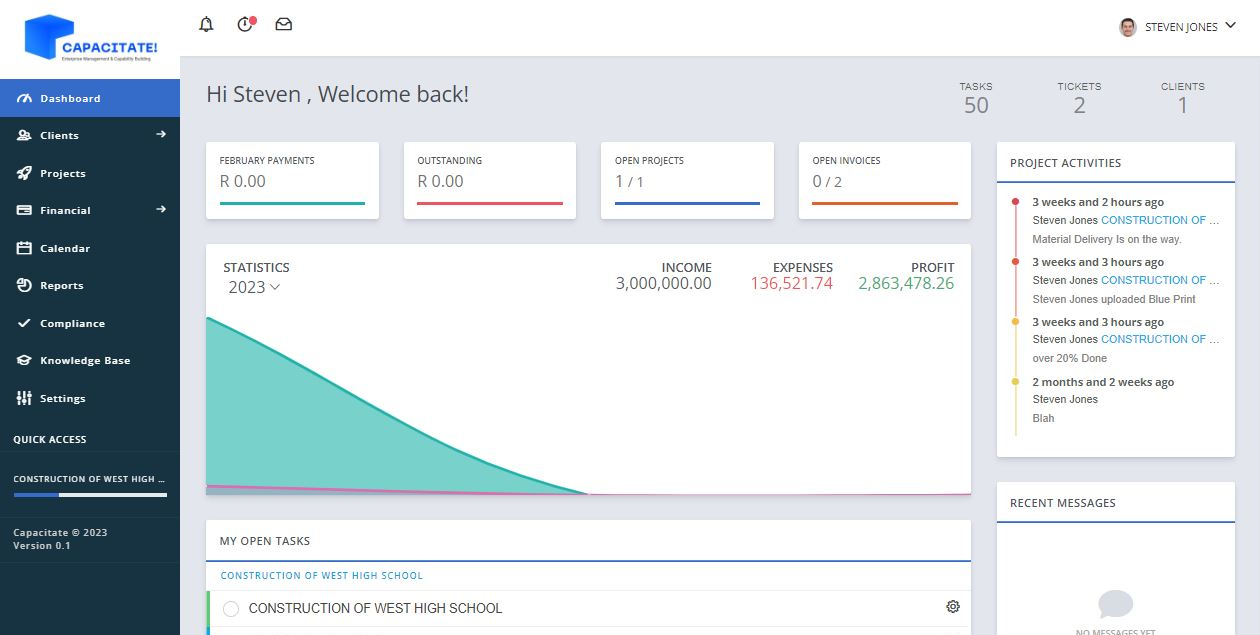 CAPACITATE!
Enterprise Management & Capability Building
STEVEN JONES
Dashboard
Clients
Projects
Financial
Calendar
Reports
Compliance
Knowledge Base
Settings
QUICK ACCESS
CONSTRUCTION OF WEST HIGH ...
Capacitate © 2023
Version 0.1
Hi Steven , Welcome back!
TASKS
50
TICKETS
2
CLIENTS
1
FEBRUARY PAYMENTS
R 0.00
OUTSTANDING
R 0.00
OPEN PROJECTS
1 / 1
OPEN INVOICES
0 / 2
STATISTICS
2023
INCOME
3,000,000.00
EXPENSES
136,521.74
PROFIT
2,863,478.26
MY OPEN TASKS
CONSTRUCTION OF WEST HIGH SCHOOL
CONSTRUCTION OF WEST HIGH SCHOOL
PROJECT ACTIVITIES
3 weeks and 2 hours ago
Steven Jones CONSTRUCTION OF ...
Material Delivery Is on the way.
3 weeks and 3 hours ago
Steven Jones CONSTRUCTION OF ...
Steven Jones uploaded Blue Print
3 weeks and 3 hours ago
Steven Jones CONSTRUCTION OF ...
over 20% Done
2 months and 2 weeks ago
Steven Jones
Blah
RECENT MESSAGES
NO MESSAGES YET